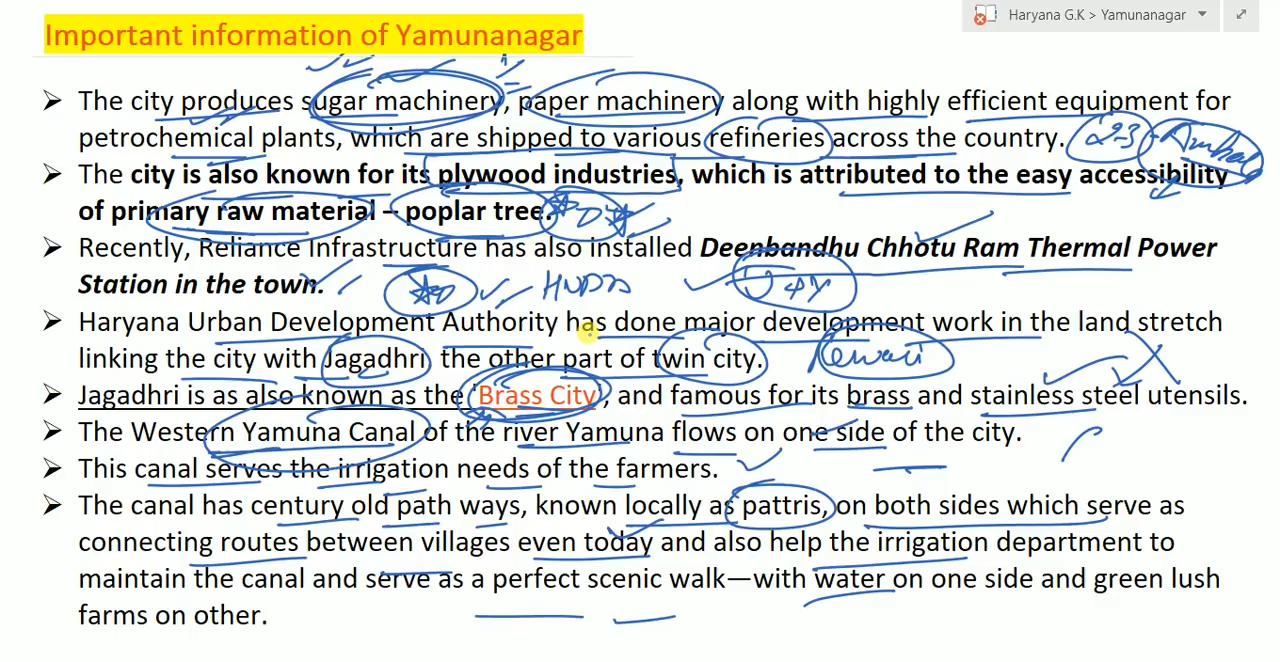 Haryana G.K > Yamunanagar
Important information of Yamunanagar
➢ The city produces sugar machinery, paper machinery along with highly efficient equipment for
petrochemical plants, which are shipped to various refineries across the country.
➢ The city is also known for its plywood industries, which is attributed to the easy accessibility
of primary raw material – poplar tree.
➢ Recently, Reliance Infrastructure has also installed Deenbandhu Chhotu Ram Thermal Power
Station in the town.
➢ Haryana Urban Development Authority has done major development work in the land stretch
linking the city with Jagadhri the other part of twin city. Rewari
➢ Jagadhri is as also known as the 'Brass City', and famous for its brass and stainless steel utensils.
➢ The Western Yamuna Canal of the river Yamuna flows on one side of the city.
➢ This canal serves the irrigation needs of the farmers.
➢ The canal has century old path ways, known locally as pattris, on both sides which serve as
connecting routes between villages even today and also help the irrigation department to
maintain the canal and serve as a perfect scenic walk—with water on one side and green lush
farms on other.